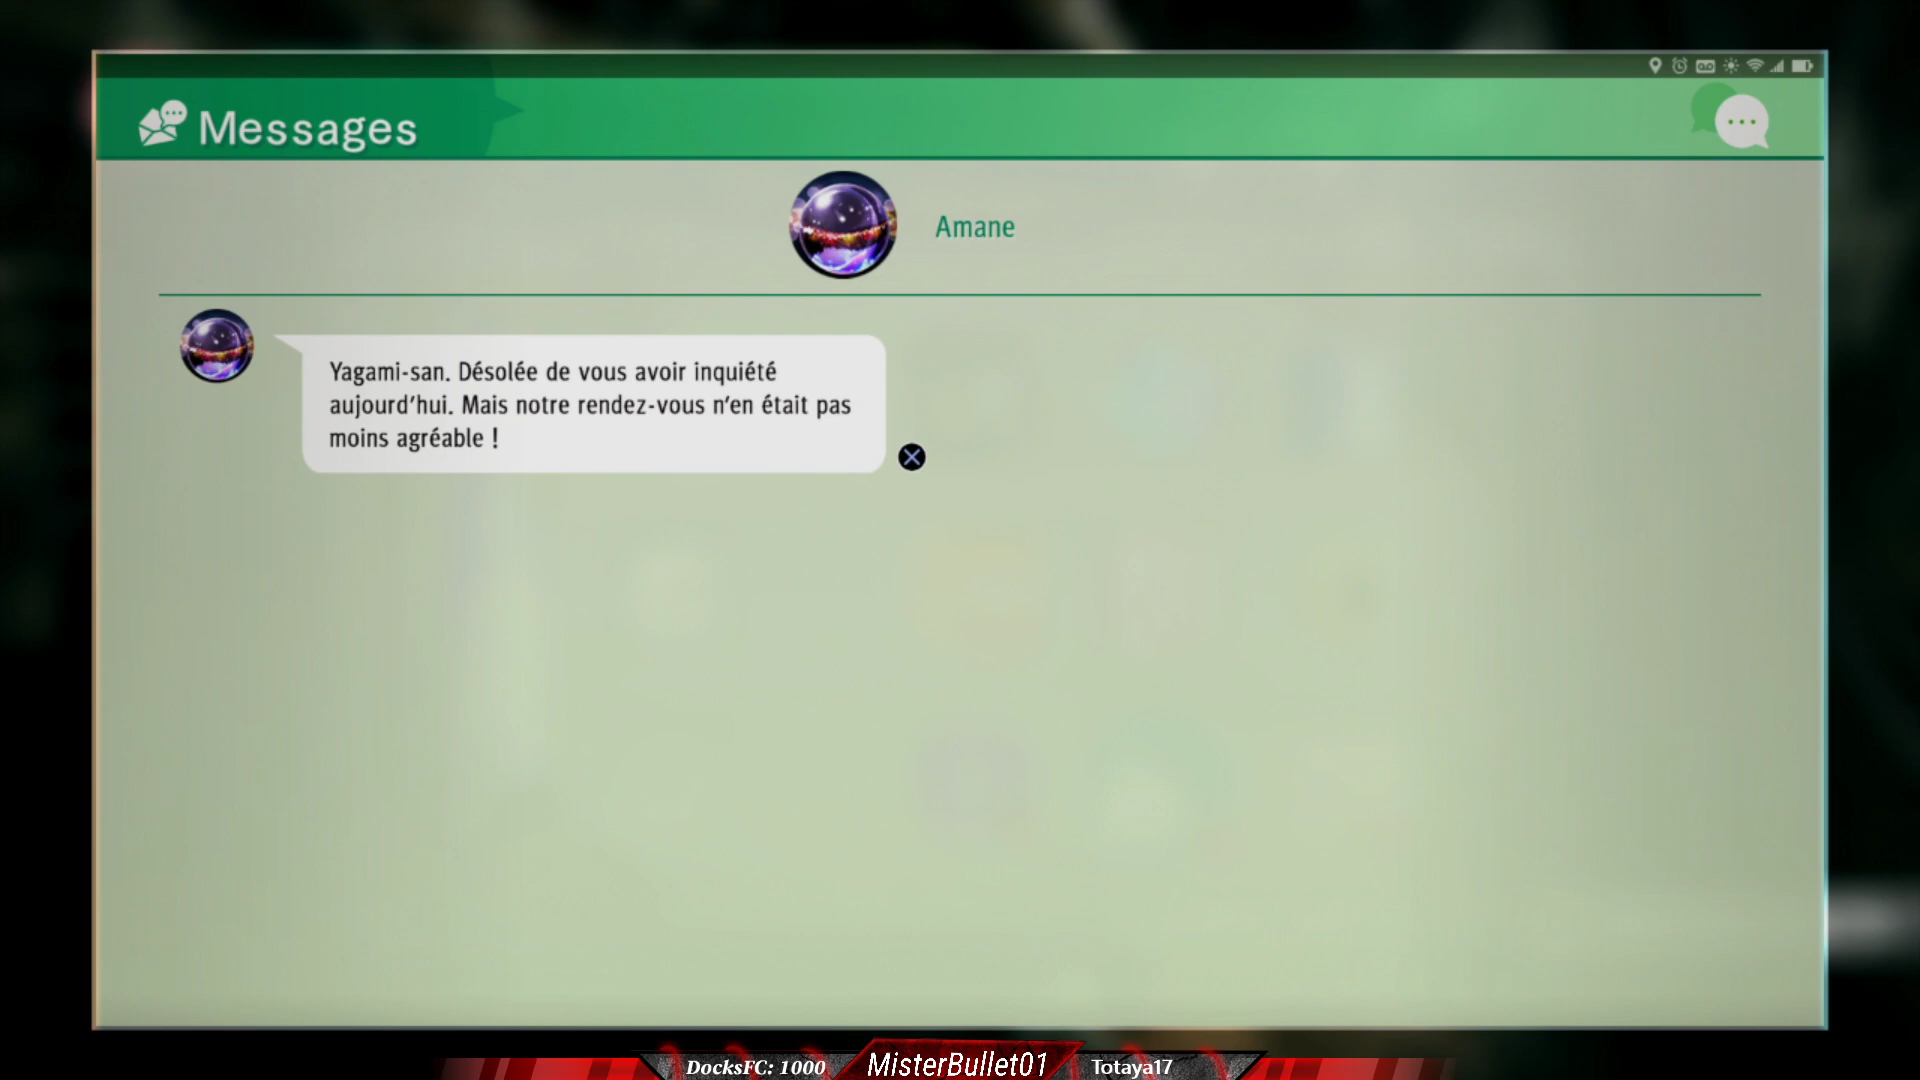 Messages
Amane
Yagami-san. Désolée de vous avoir inquiété
aujourd'hui. Mais notre rendez-vous n'en était pas
moins agréable !
DocksFC: 1000
MisterBullet01
Totaya17